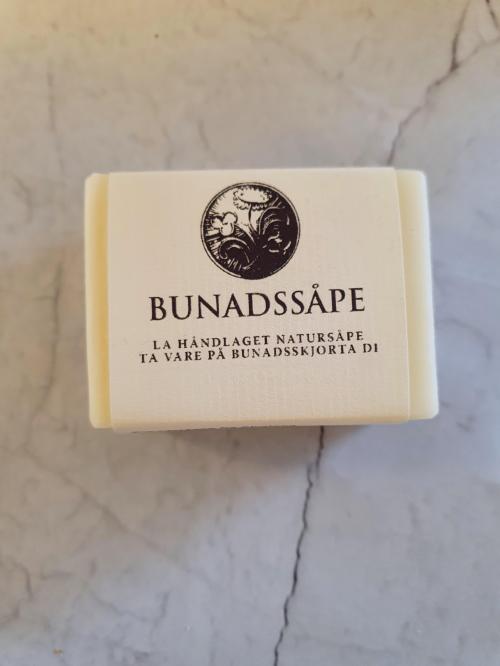 BUNADSSÅPE
LA HÅNDLAGET NATURSÅPE
TA VARE PÅ BUNADSSKJORTA DI